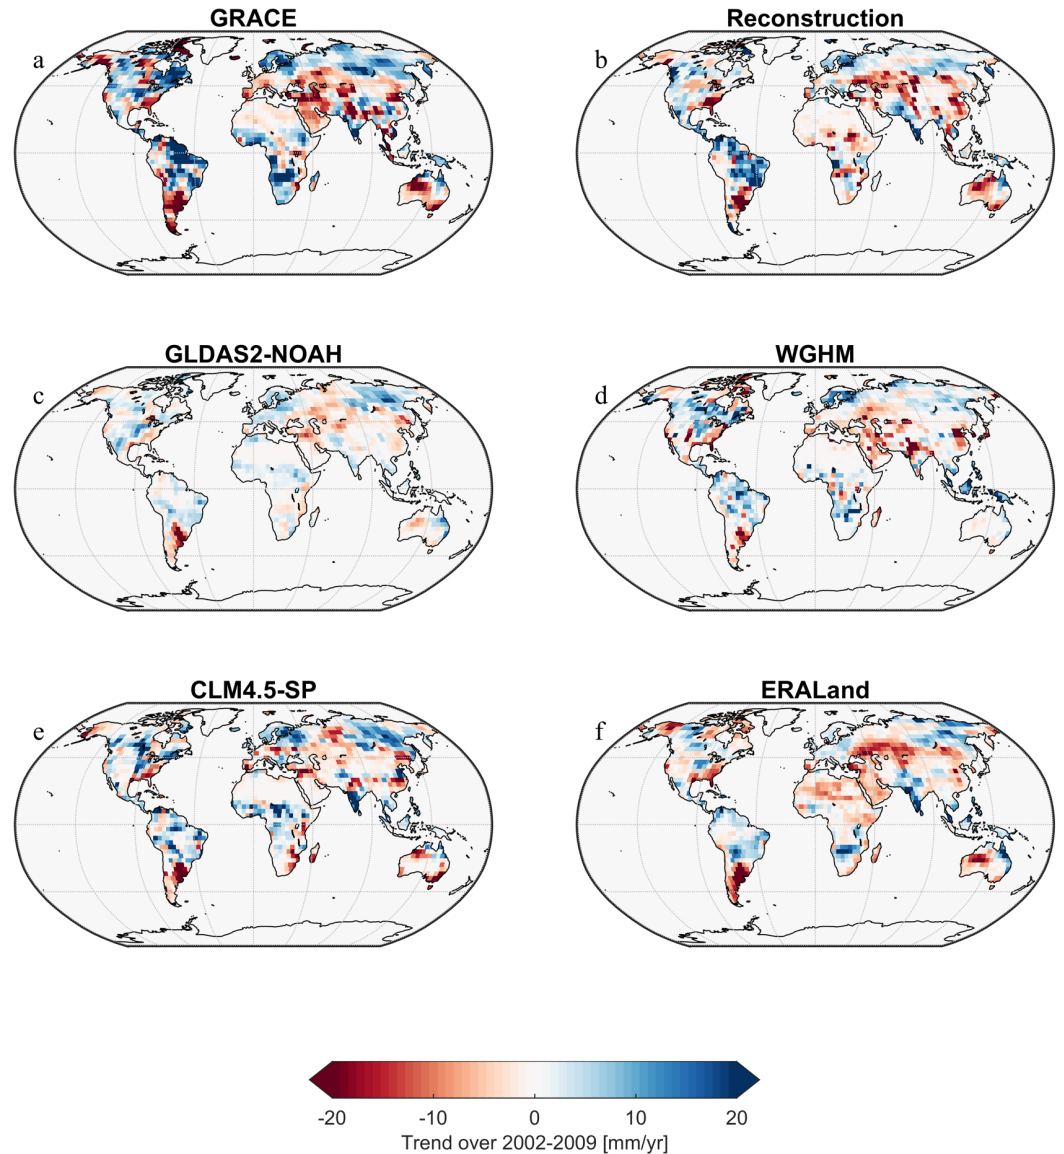 GRACE
Reconstruction
a
b
GLDAS2-NOAH
WGHM
c
d
CLM4.5-SP
ERALand
e
f
-20 -10 0 10 20
Trend over 2002-2009 [mm/yr]